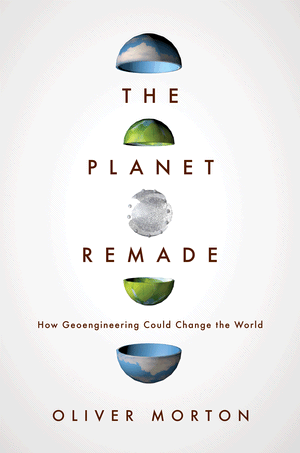 THE
PLANET
REMADE
How Geoengineering Could Change the World
OLIVER MORTON